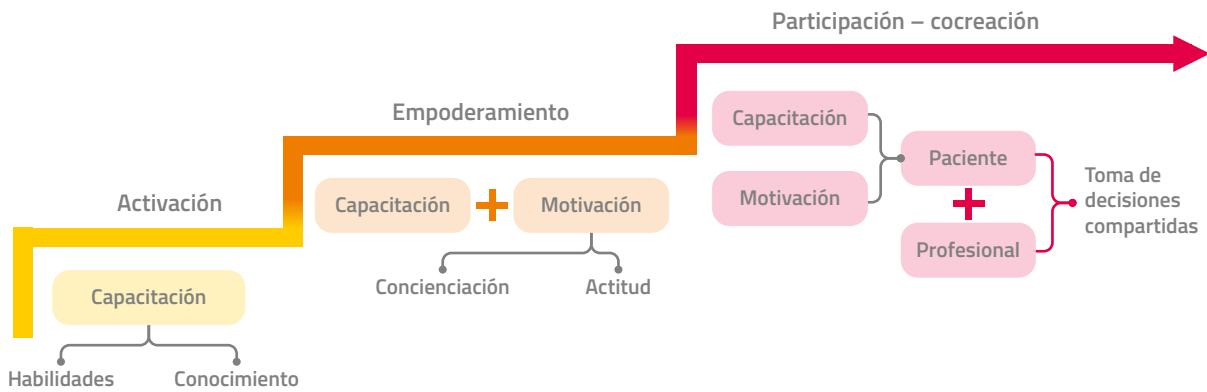 Participación – cocreación
Empoderamiento
Activación
Capacitación
Habilidades
Conocimiento
Capacitación
Motivación
Concienciación
Actitud
Capacitación
Motivación
Paciente
Profesional
Toma de
decisiones
compartidas